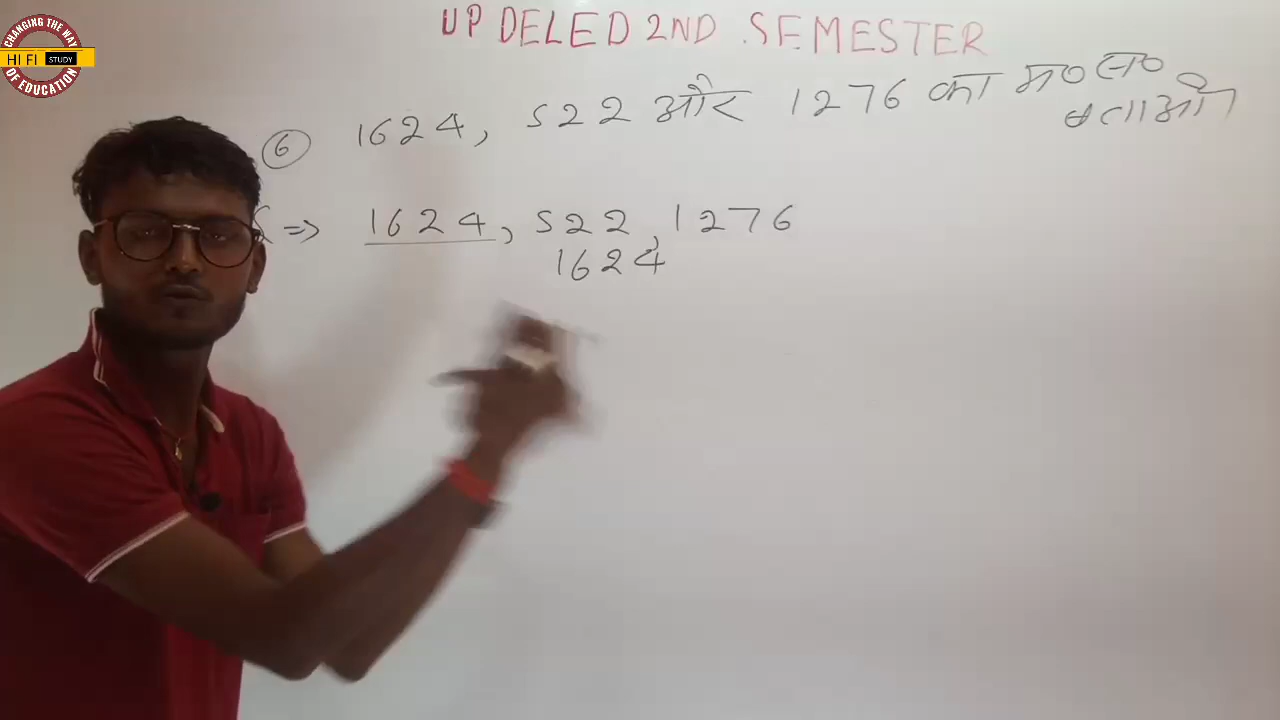 CHANGING THE WAY
HI FI STUDY
OF EDUCATION
UP DELED 2ND SEMESTER
⑥ 1624, 522 और 1276 का म० स०
बताओ।
=> 1624, 522, 1276
1624